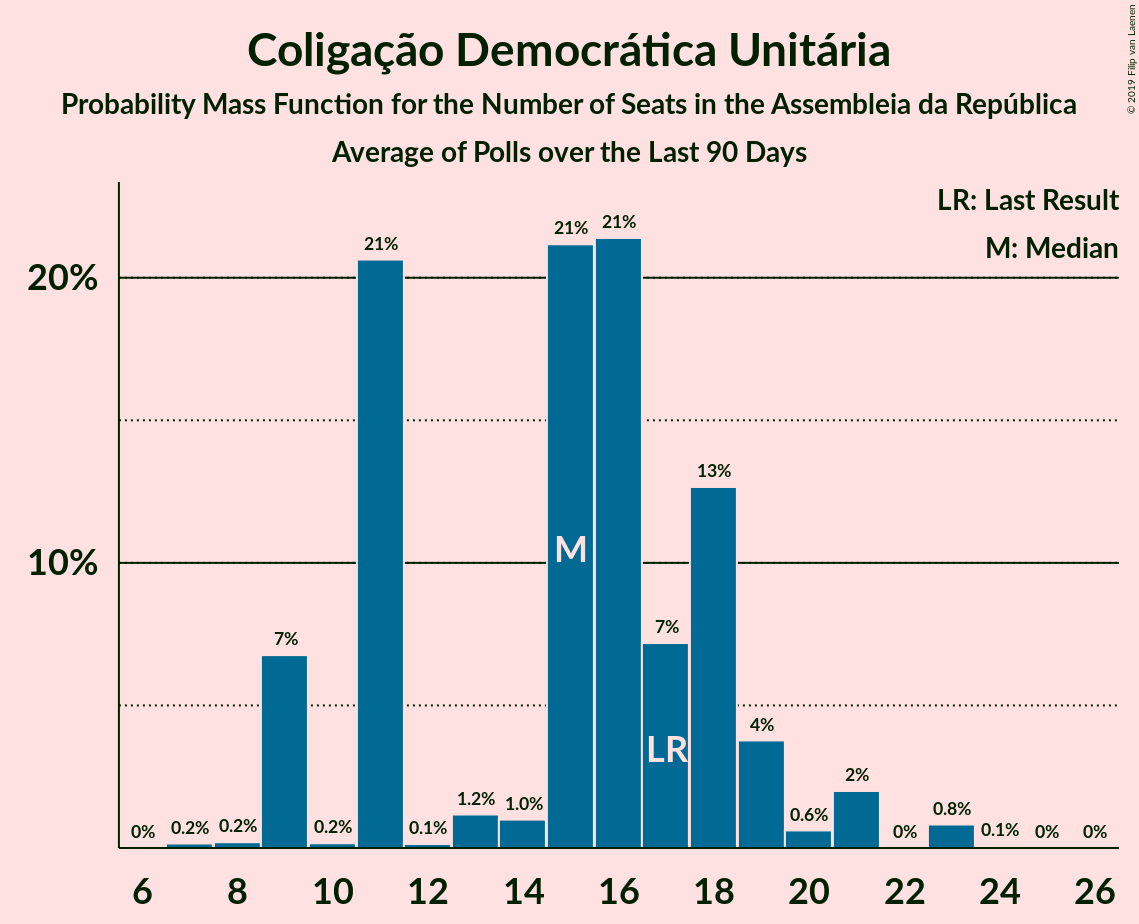 Coligação Democrática Unitária
Probability Mass Function for the Number of Seats in the Assembleia da República
Average of Polls over the Last 90 Days
© 2019 Filip van Laenen
LR: Last Result
M: Median
20%
10%
0% 0.2% 0.2% 7% 0.2% 21% 0.1% 1.2% 1.0% 21% 21% 7% 13% 4% 0.6% 2% 0% 0.8% 0.1% 0% 0%
M
LR
6 8 10 12 14 16 18 20 22 24 26